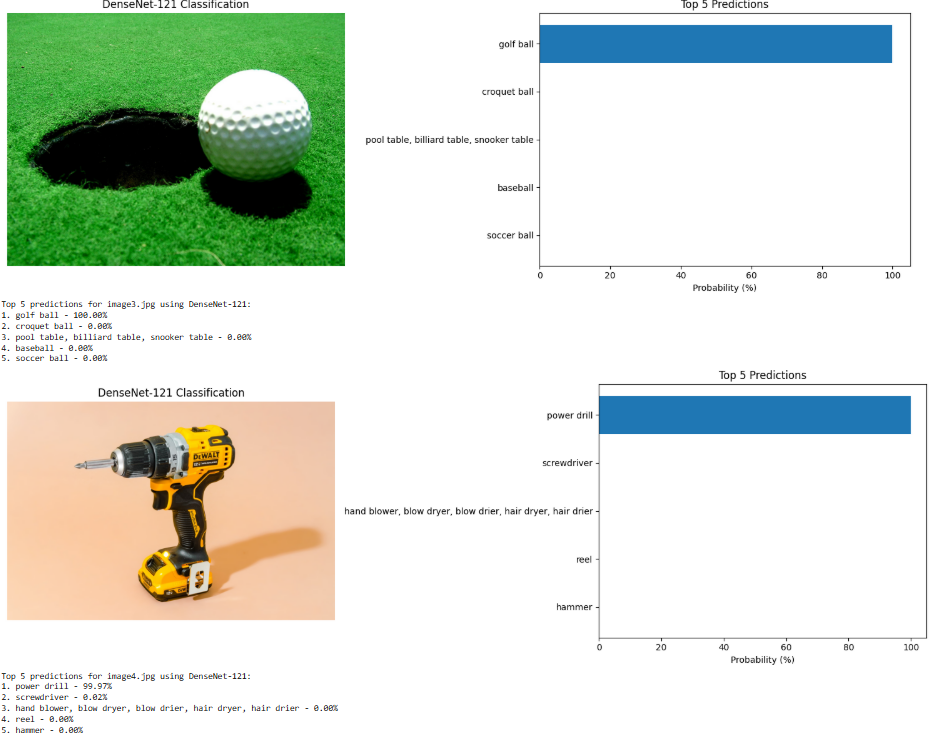 DenseNet-121 Classification
Top 5 Predictions
golf ball
croquet ball
pool table, billiard table, snooker table
baseball
soccer ball
0 20 40 60 80 100
Probability (%)
Top 5 predictions for image3.jpg using DenseNet-121:
1. golf ball - 100.00%
2. croquet ball - 0.00%
3. pool table, billiard table, snooker table - 0.00%
4. baseball - 0.00%
5. soccer ball - 0.00%
DenseNet-121 Classification
DEWALT
Top 5 Predictions
power drill
screwdriver
hand blower, blow dryer, blow drier, hair dryer, hair drier
reel
hammer
0 20 40 60 80 100
Probability (%)
Top 5 predictions for image4.jpg using DenseNet-121:
1. power drill - 99.97%
2. screwdriver - 0.02%
3. hand blower, blow dryer, blow drier, hair dryer, hair drier - 0.00%
4. reel - 0.00%
5. hammer - 0.00%